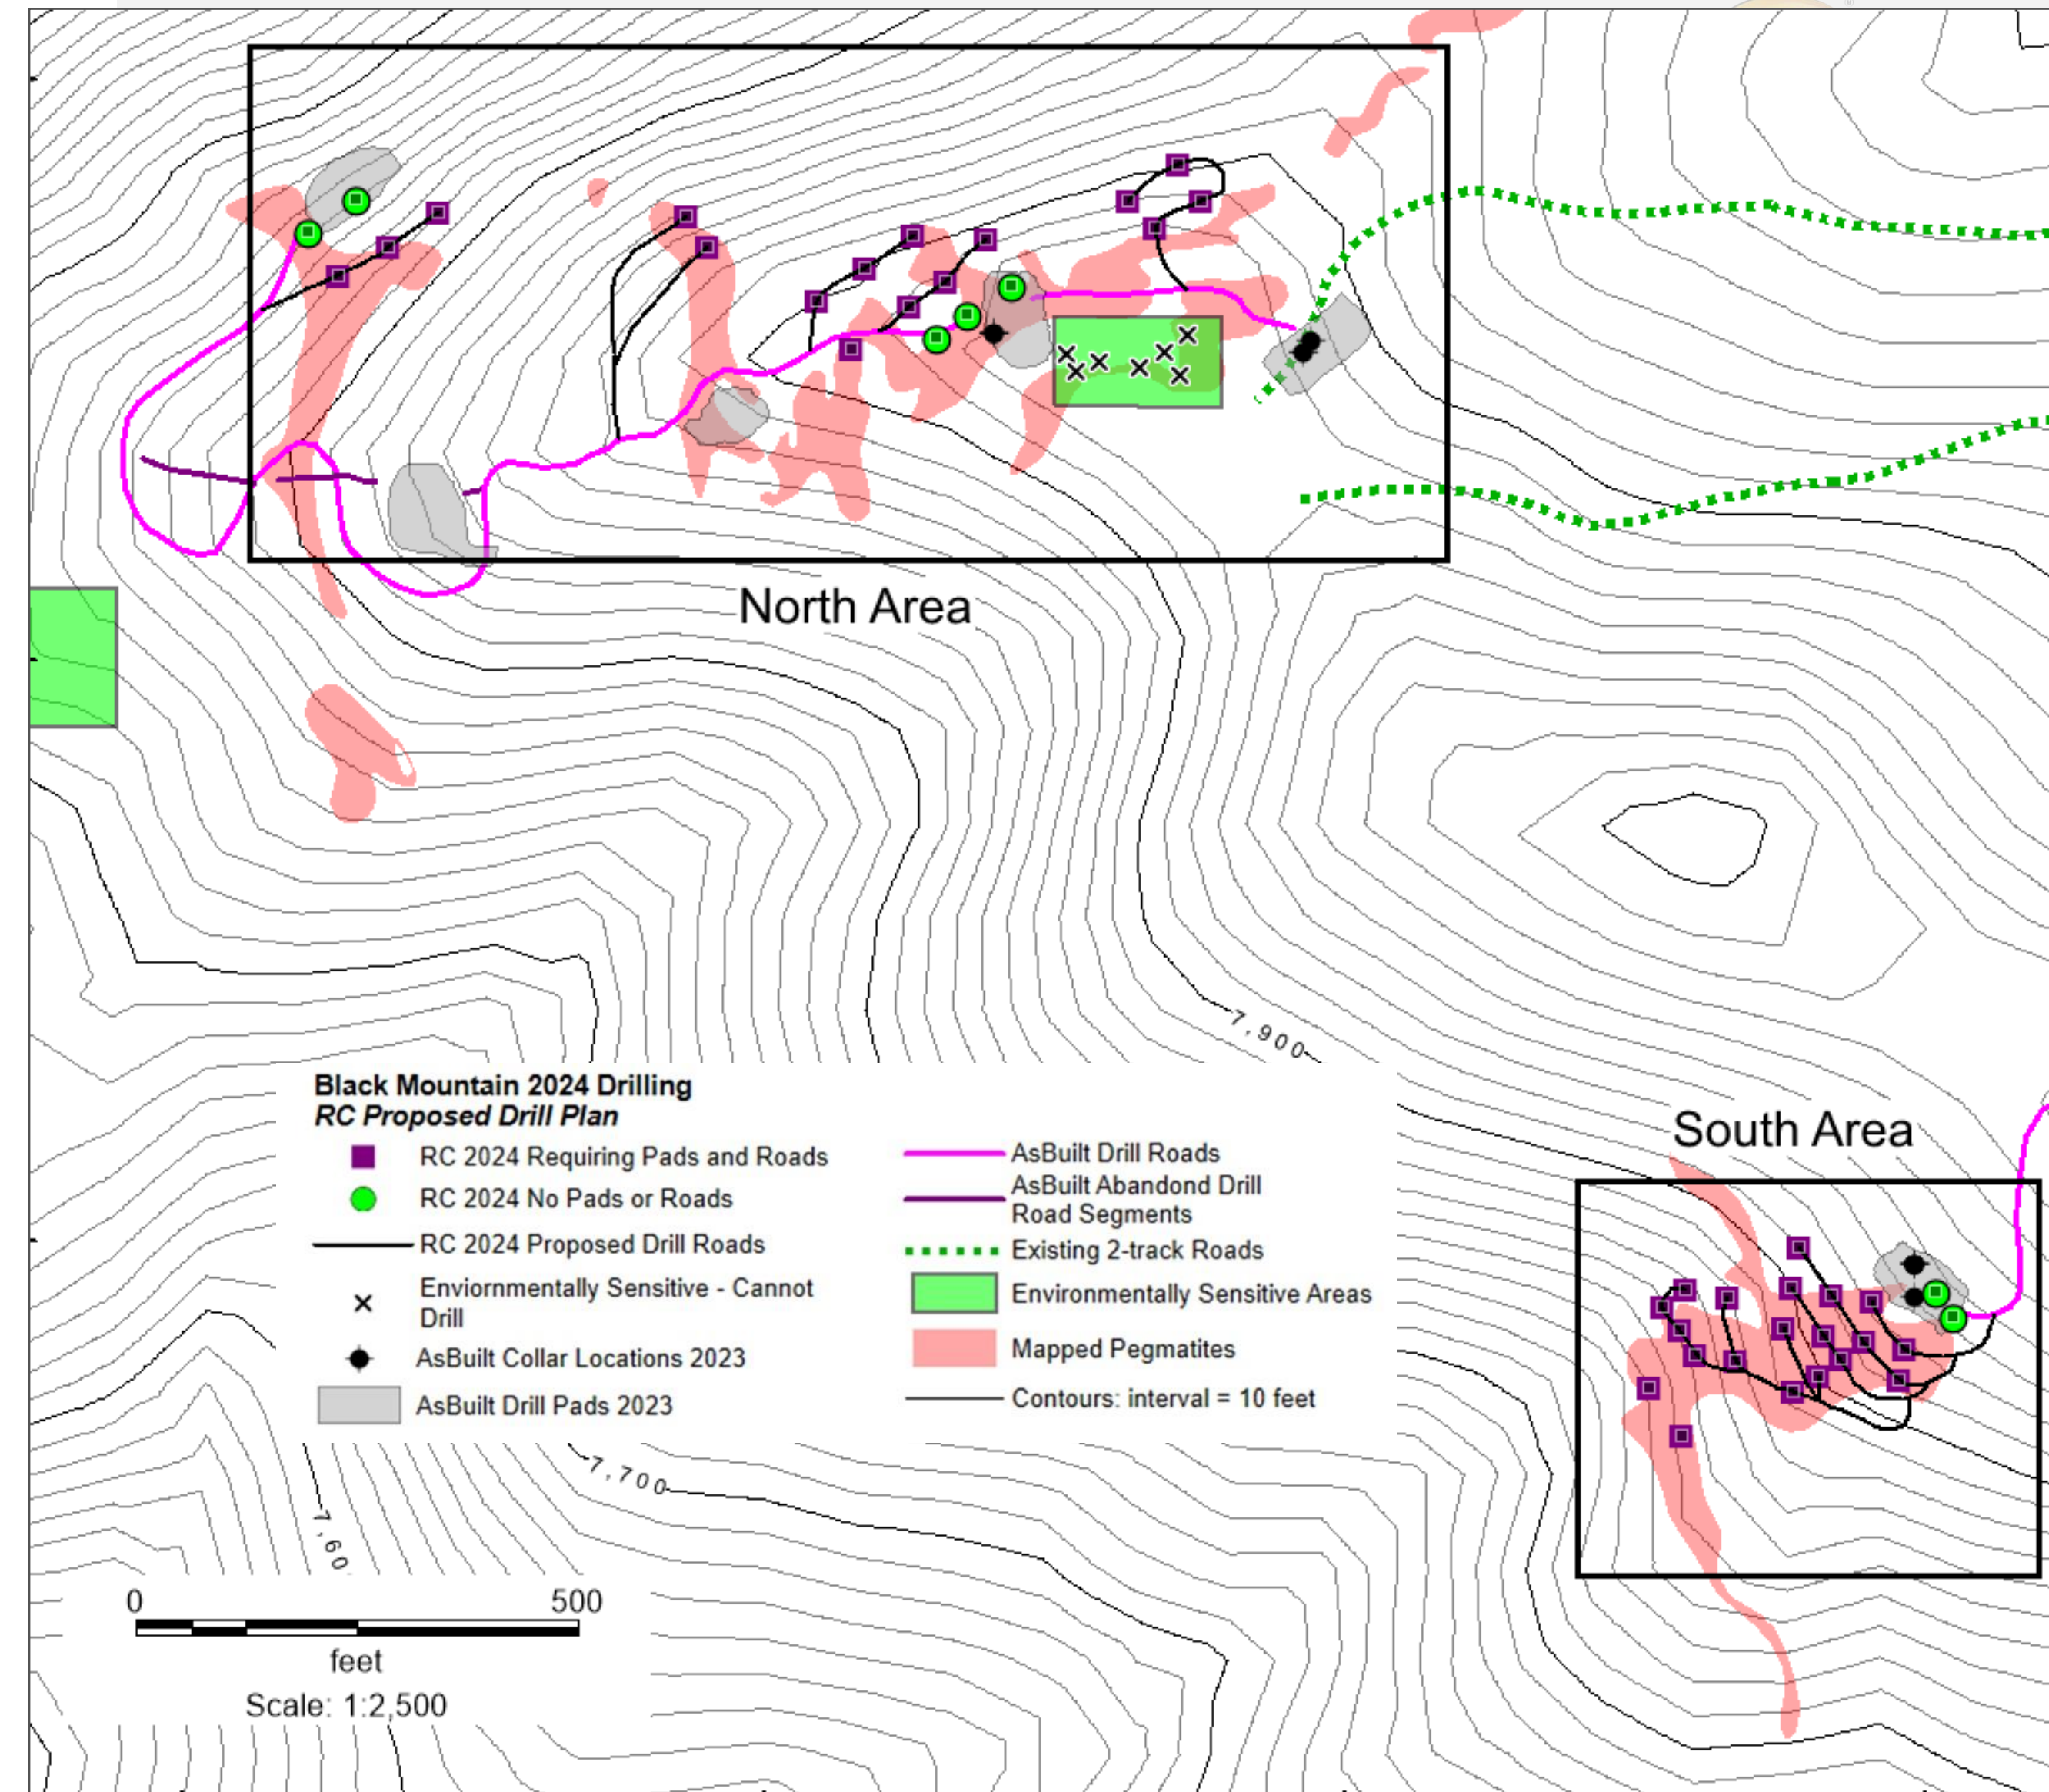 North Area
7,900
South Area
Black Mountain 2024 Drilling
RC Proposed Drill Plan
RC 2024 Requiring Pads and Roads
RC 2024 No Pads or Roads
RC 2024 Proposed Drill Roads
Enviornmentally Sensitive - Cannot
Drill
AsBuilt Collar Locations 2023
AsBuilt Drill Pads 2023
AsBuilt Drill Roads
AsBuilt Abandond Drill
Road Segments
Existing 2-track Roads
Environmentally Sensitive Areas
Mapped Pegmatites
Contours: interval = 10 feet
7,700
7,60
0 500
feet
Scale: 1:2,500